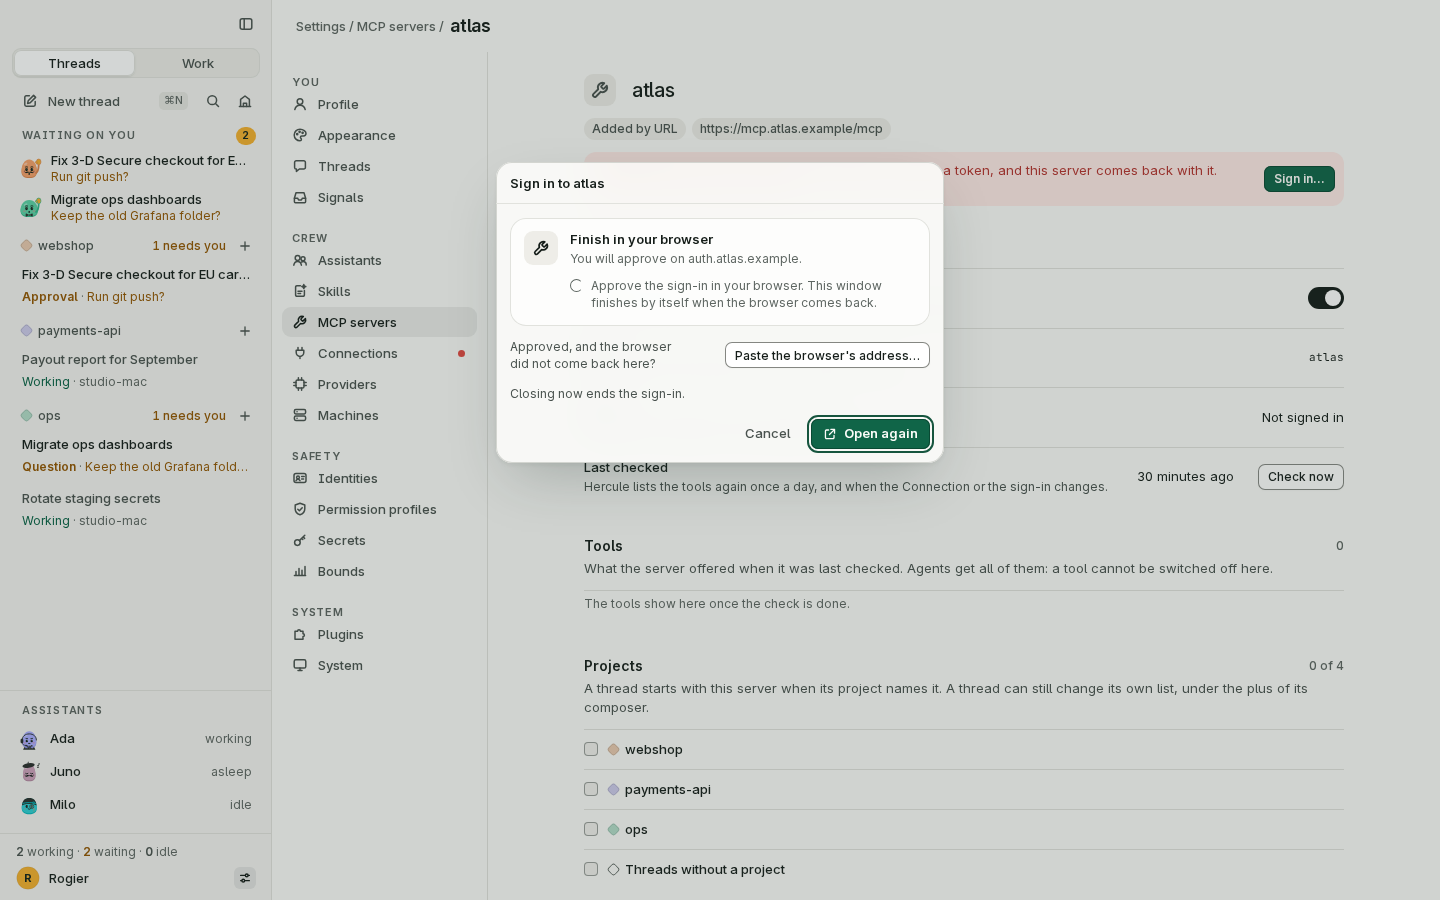 Threads
Work
New thread
⌘N
WAITING ON YOU
2
Fix 3-D Secure checkout for E…
Run git push?
Migrate ops dashboards
Keep the old Grafana folder?
webshop
1 needs you
Fix 3-D Secure checkout for EU car…
Approval · Run git push?
payments-api
Payout report for September
Working · studio-mac
ops
1 needs you
Migrate ops dashboards
Question · Keep the old Grafana fold…
Rotate staging secrets
Working · studio-mac
ASSISTANTS
Ada
working
Juno
asleep
Milo
idle
2 working · 2 waiting · 0 idle
R
Rogier
Settings / MCP servers / atlas
YOU
Profile
Appearance
Threads
Signals
CREW
Assistants
Skills
MCP servers
Connections
Providers
Machines
SAFETY
Identities
Permission profiles
Secrets
Bounds
SYSTEM
Plugins
System
atlas
Added by URL
https://mcp.atlas.example/mcp
a token, and this server comes back with it.
Sign in…
Sign in to atlas
Finish in your browser
You will approve on auth.atlas.example.
Approve the sign-in in your browser. This window
finishes by itself when the browser comes back.
Approved, and the browser
did not come back here?
Paste the browser's address…
Closing now ends the sign-in.
Cancel
Open again
atlas
Not signed in
Last checked
Hercule lists the tools again once a day, and when the Connection or the sign-in changes.
30 minutes ago
Check now
Tools
0
What the server offered when it was last checked. Agents get all of them: a tool cannot be switched off here.
The tools show here once the check is done.
Projects
0 of 4
A thread starts with this server when its project names it. A thread can still change its own list, under the plus of its
composer.
webshop
payments-api
ops
Threads without a project